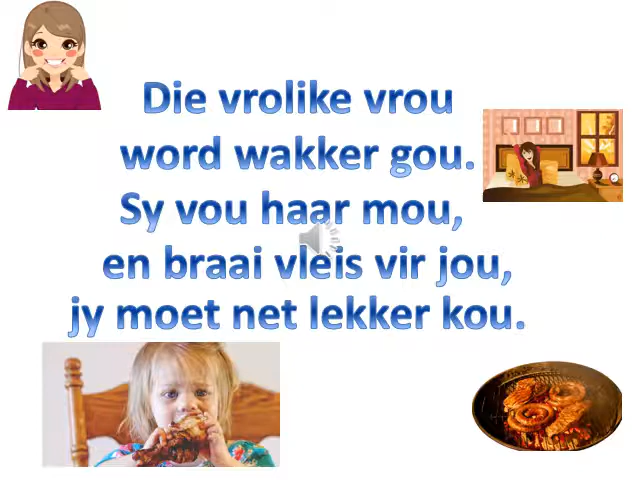 Die vrolike vrou
word wakker gou.
Sy vou haar mou,
en braai vleis vir jou,
jy moet net lekker kou.